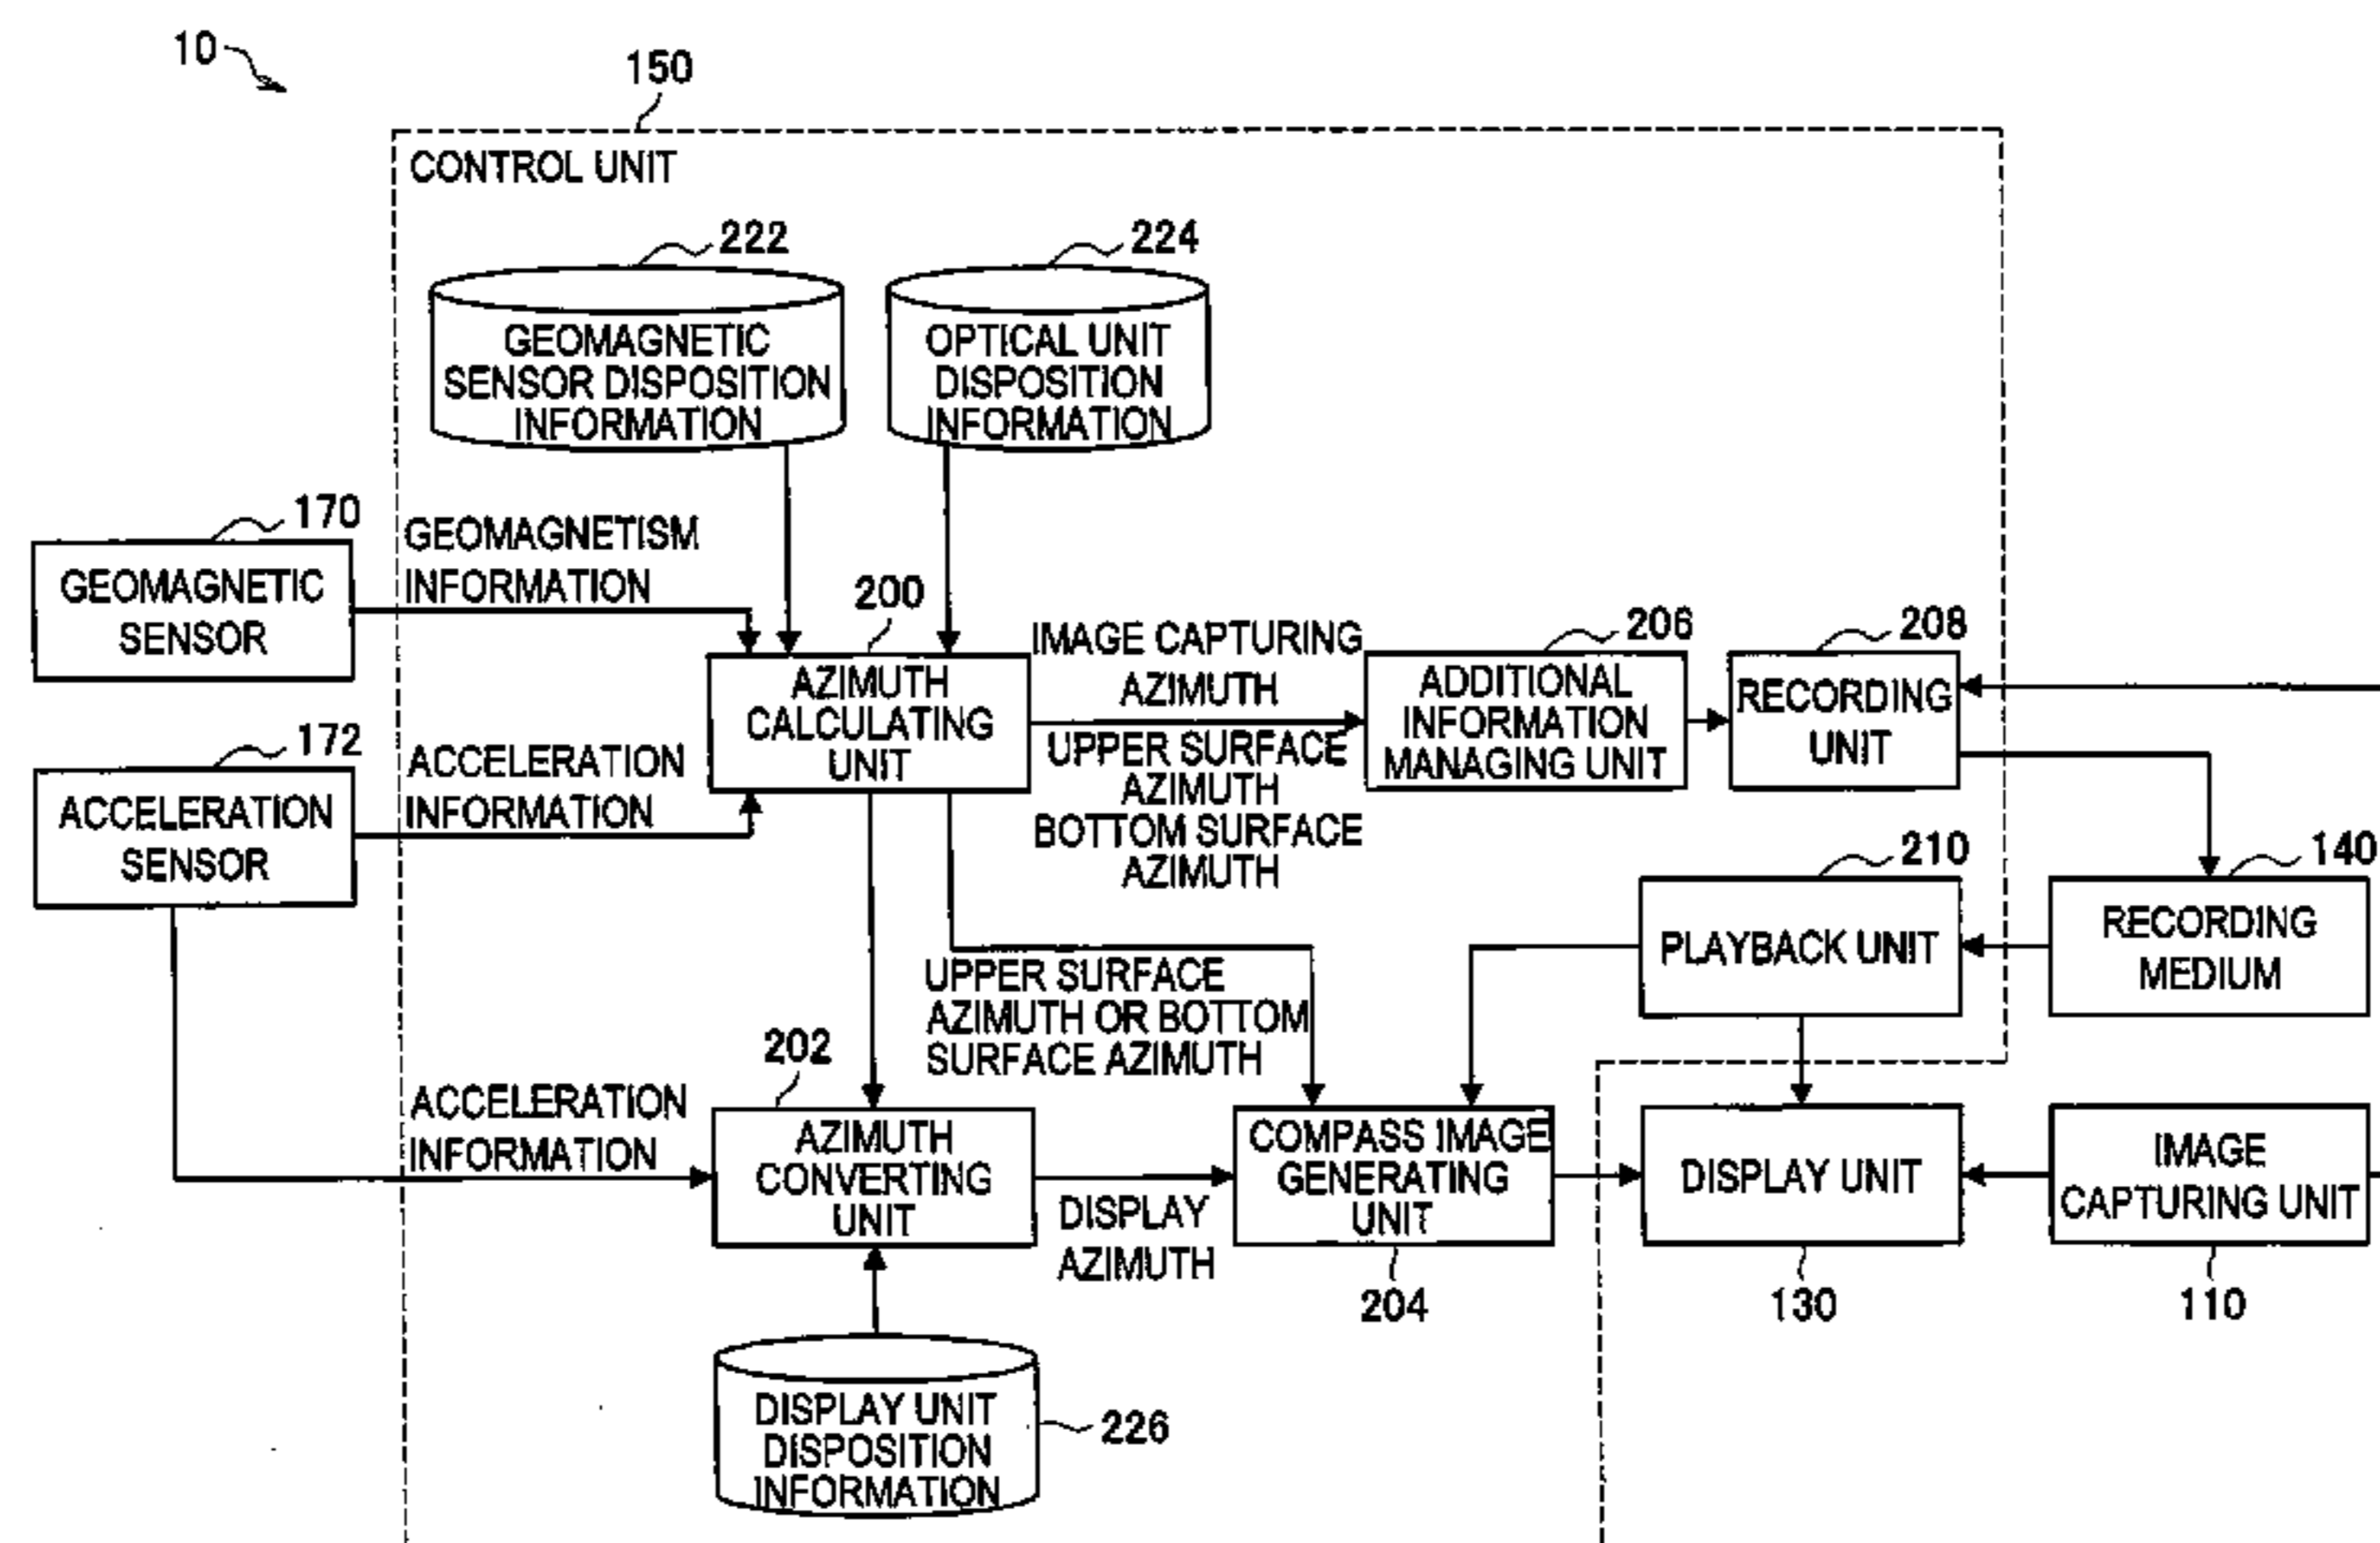 10
150
CONTROL UNIT
222
224
GEOMAGNETIC
SENSOR DISPOSITION
INFORMATION
OPTICAL UNIT
DISPOSITION
INFORMATION
170
GEOMAGNETISM
INFORMATION
GEOMAGNETIC
SENSOR
200
AZIMUTH
CALCULATING
UNIT
IMAGE CAPTURING
AZIMUTH
UPPER SURFACE
AZIMUTH
BOTTOM SURFACE
AZIMUTH
206
ADDITIONAL
INFORMATION
MANAGING UNIT
208
RECORDING
UNIT
172
ACCELERATION
INFORMATION
ACCELERATION
SENSOR
210
PLAYBACK UNIT
140
RECORDING
MEDIUM
UPPER SURFACE
AZIMUTH OR BOTTOM
SURFACE AZIMUTH
202
ACCELERATION
INFORMATION
AZIMUTH
CONVERTING
UNIT
DISPLAY
AZIMUTH
COMPASS IMAGE
GENERATING
UNIT
204
DISPLAY UNIT
130
IMAGE
CAPTURING UNIT
110
DISPLAY UNIT
DISPOSITION
INFORMATION
226